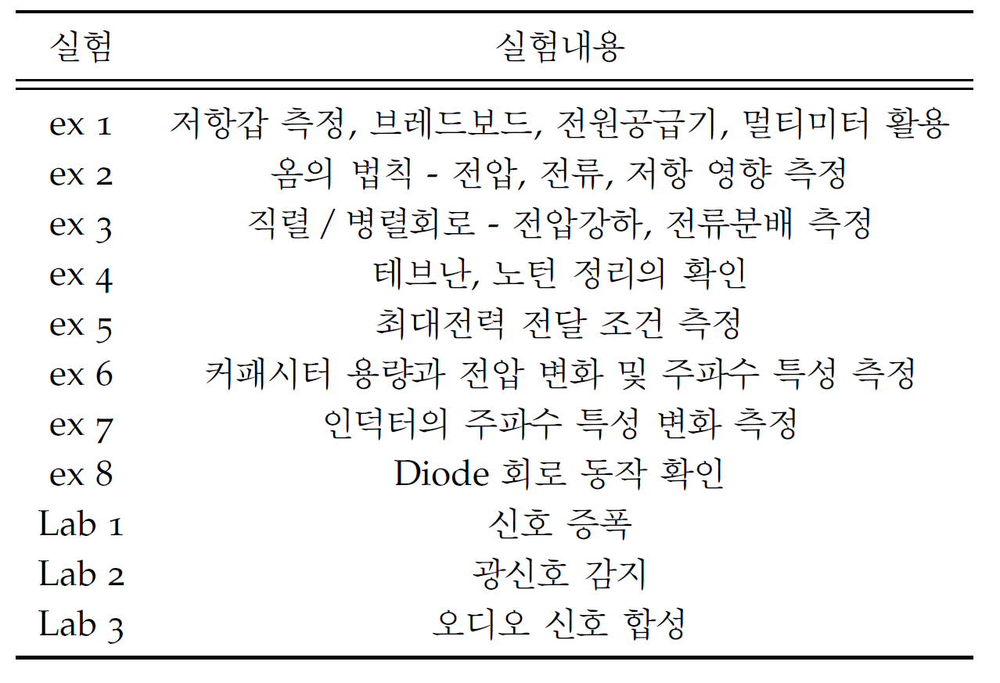 실험 실험내용
ex 1 저항갑 측정, 브레드보드, 전원공급기, 멀티미터 활용
ex 2 옴의 법칙 - 전압, 전류, 저항 영향 측정
ex 3 직렬 / 병렬회로 - 전압강하, 전류분배 측정
ex 4 테브난, 노턴 정리의 확인
ex 5 최대전력 전달 조건 측정
ex 6 커패시터 용량과 전압 변화 및 주파수 특성 측정
ex 7 인덕터의 주파수 특성 변화 측정
ex 8 Diode 회로 동작 확인
Lab 1 신호 증폭
Lab 2 광신호 감지
Lab 3 오디오 신호 합성